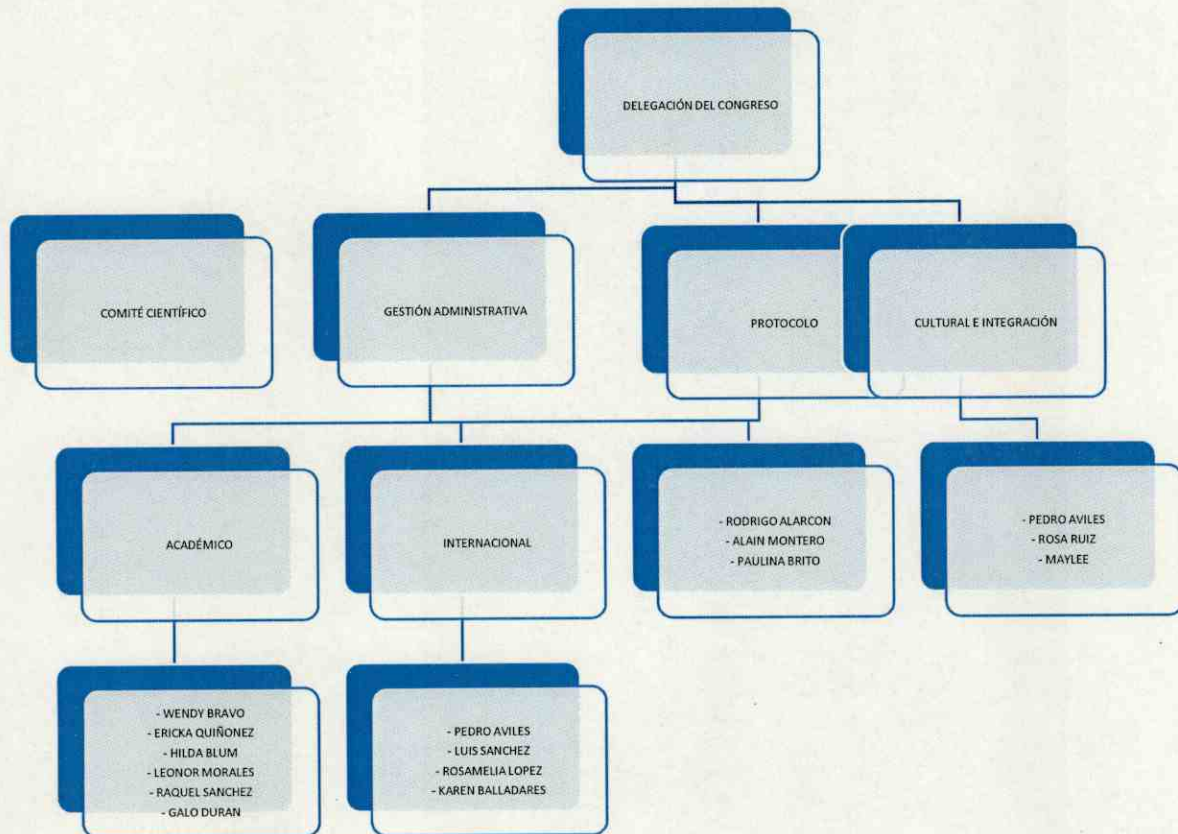 DELEGACIÓN DEL CONGRESO
COMITÉ CIENTÍFICO
GESTIÓN ADMINISTRATIVA
PROTOCOLO
CULTURAL E INTEGRACIÓN
ACADÉMICO
INTERNACIONAL
- RODRIGO ALARCON
- ALAIN MONTERO
- PAULINA BRITO
- PEDRO AVILES
- ROSA RUIZ
- MAYLEE
- WENDY BRAVO
- ERICKA QUIÑONEZ
- HILDA BLUM
- LEONOR MORALES
- RAQUEL SANCHEZ
- GALO DURAN
- PEDRO AVILES
- LUIS SANCHEZ
- ROSAMELIA LOPEZ
- KAREN BALLADARES